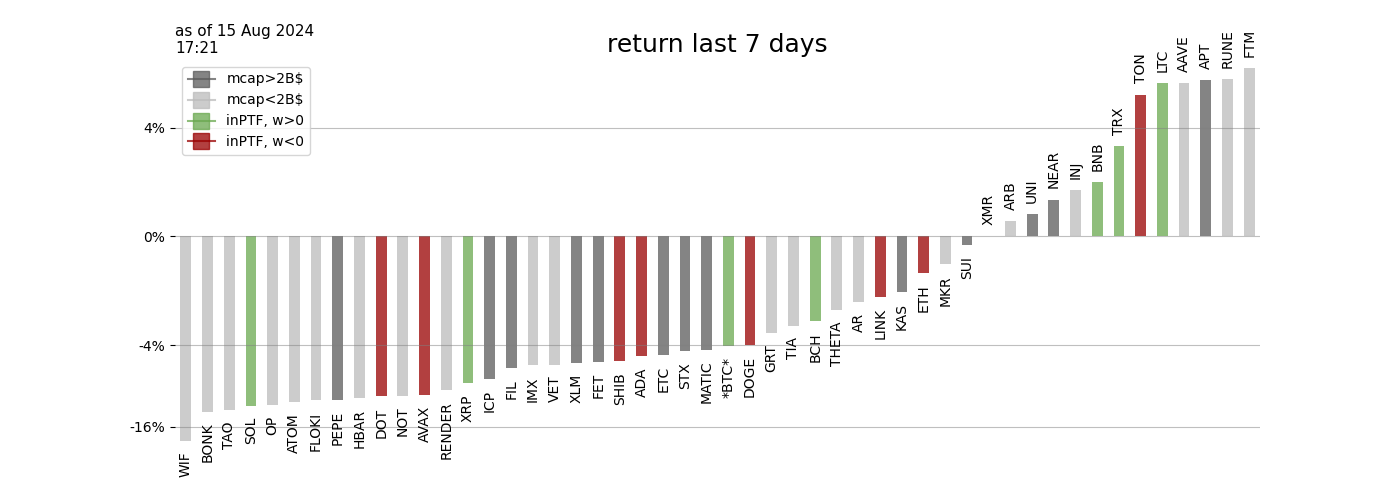 as of 15 Aug 2024
17:21
return last 7 days
mcap>2B$
mcap<2B$
inPTF, w>0
inPTF, w<0
4%
0%
-4%
-16%
WIF
BONK
TAO
SOL
OP
ATOM
FLOKI
PEPE
HBAR
DOT
NOT
AVAX
RENDER
XRP
ICP
FIL
IMX
VET
XLM
FET
SHIB
ADA
ETC
STX
MATIC
*BTC*
DOGE
GRT
TIA
BCH
THETA
AR
LINK
KAS
ETH
MKR
SUI
XMR
ARB
UNI
NEAR
INJ
BNB
TRX
TON
LTC
AAVE
APT
RUNE
FTM